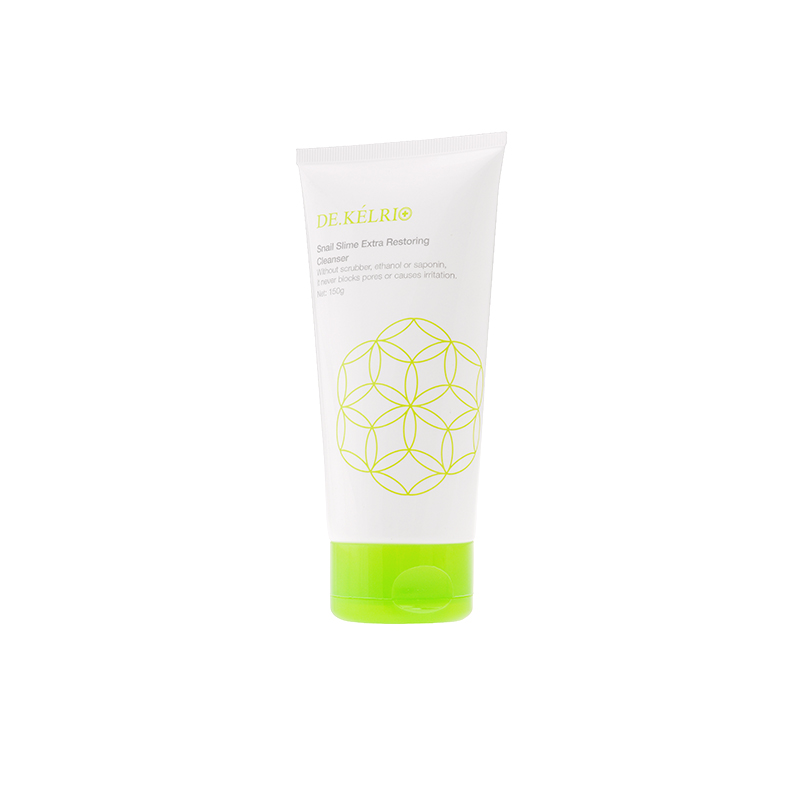 DE.KÉLRIO
Snail Slime Extra Restoring
Cleanser
Without scrubber, ethanol or saponin,
it never blocks pores or causes irritation.
Net: 150g